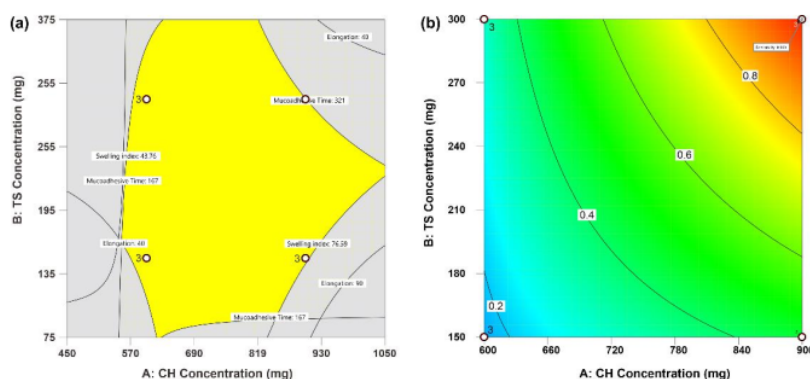 (a)
375
255
255
195
135
75
B: TS Concentration (mg)
Elongation: 40
3
Mucoadhesive Time: 321
Swelling index: 43.76
Mucoadhesive Time: 167
Elongation: 40
3
3
Swelling index: 76.58
Elongation: 90
Mucoadhesive Time: 167
450 570 690 819 930 1050
A: CH Concentration (mg)
(b)
300
270
240
210
180
150
B: TS Concentration (mg)
3
3
0.8
0.6
0.4
0.2
3
600 660 720 780 840 900
A: CH Concentration (mg)